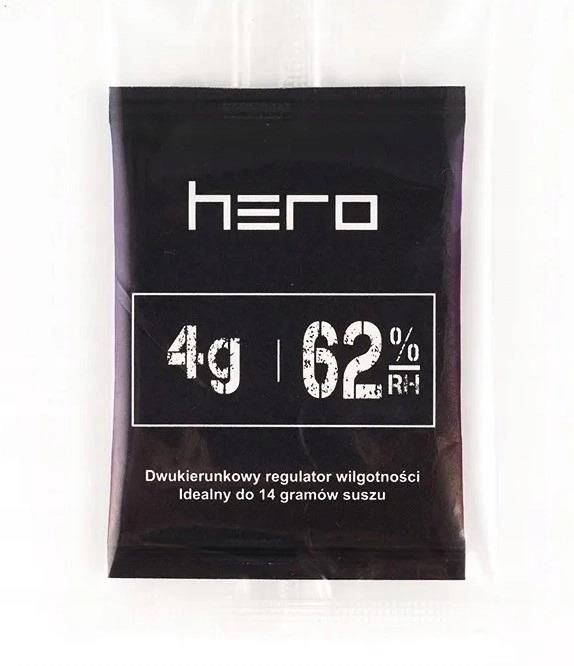 hero
4g | 62% RH
Dwukierunkowy regulator wilgotności
Idealny do 14 gramów suszu